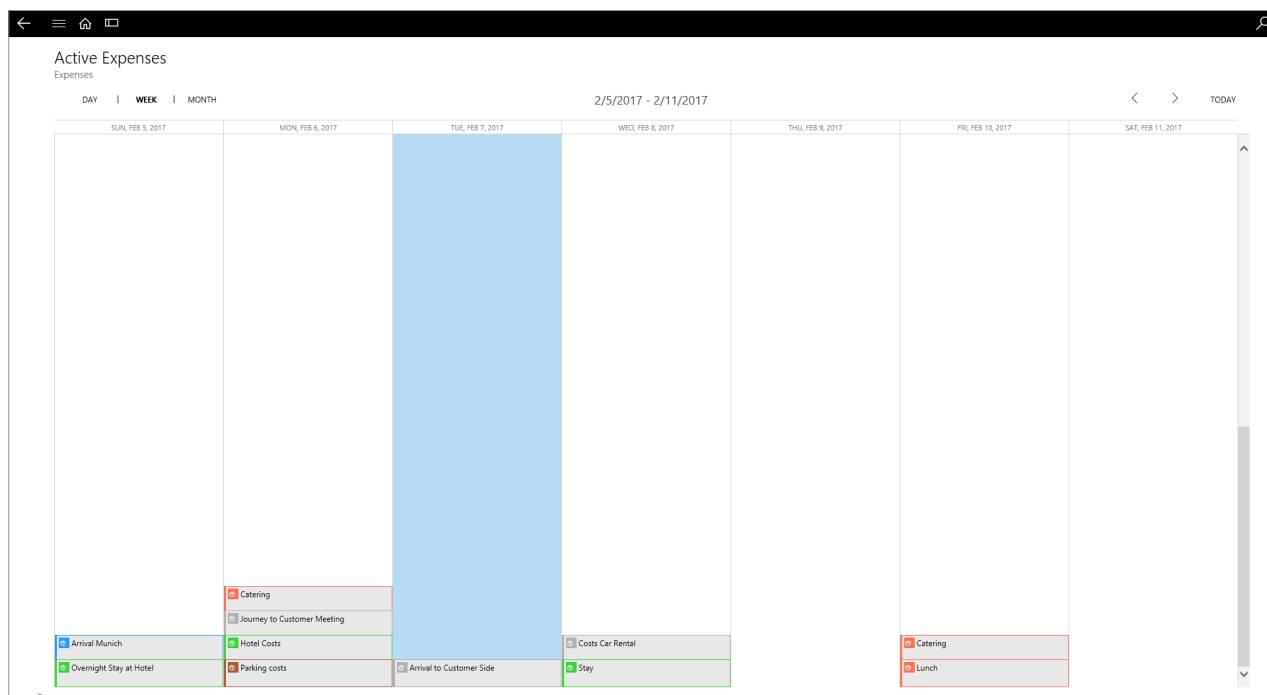 Active Expenses
Expenses
DAY | WEEK | MONTH
2/5/2017 - 2/11/2017
TODAY
SUN, FEB 5, 2017
MON, FEB 6, 2017
TUE, FEB 7, 2017
WED, FEB 8, 2017
THU, FEB 9, 2017
FRI, FEB 10, 2017
SAT, FEB 11, 2017
Arrival Munich
Overnight Stay at Hotel
Catering
Journey to Customer Meeting
Hotel Costs
Parking costs
Arrival to Customer Side
Costs Car Rental
Stay
Catering
Lunch